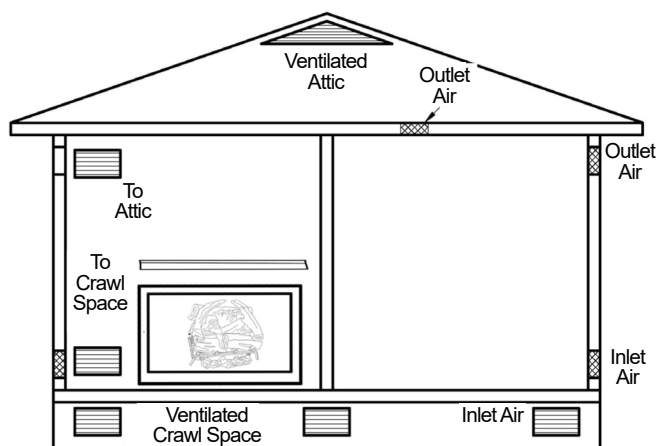 Ventilated
Attic
Outlet
Air
Outlet
Air
To
Attic
To
Crawl
Space
Inlet
Air
Ventilated
Crawl Space
Inlet Air